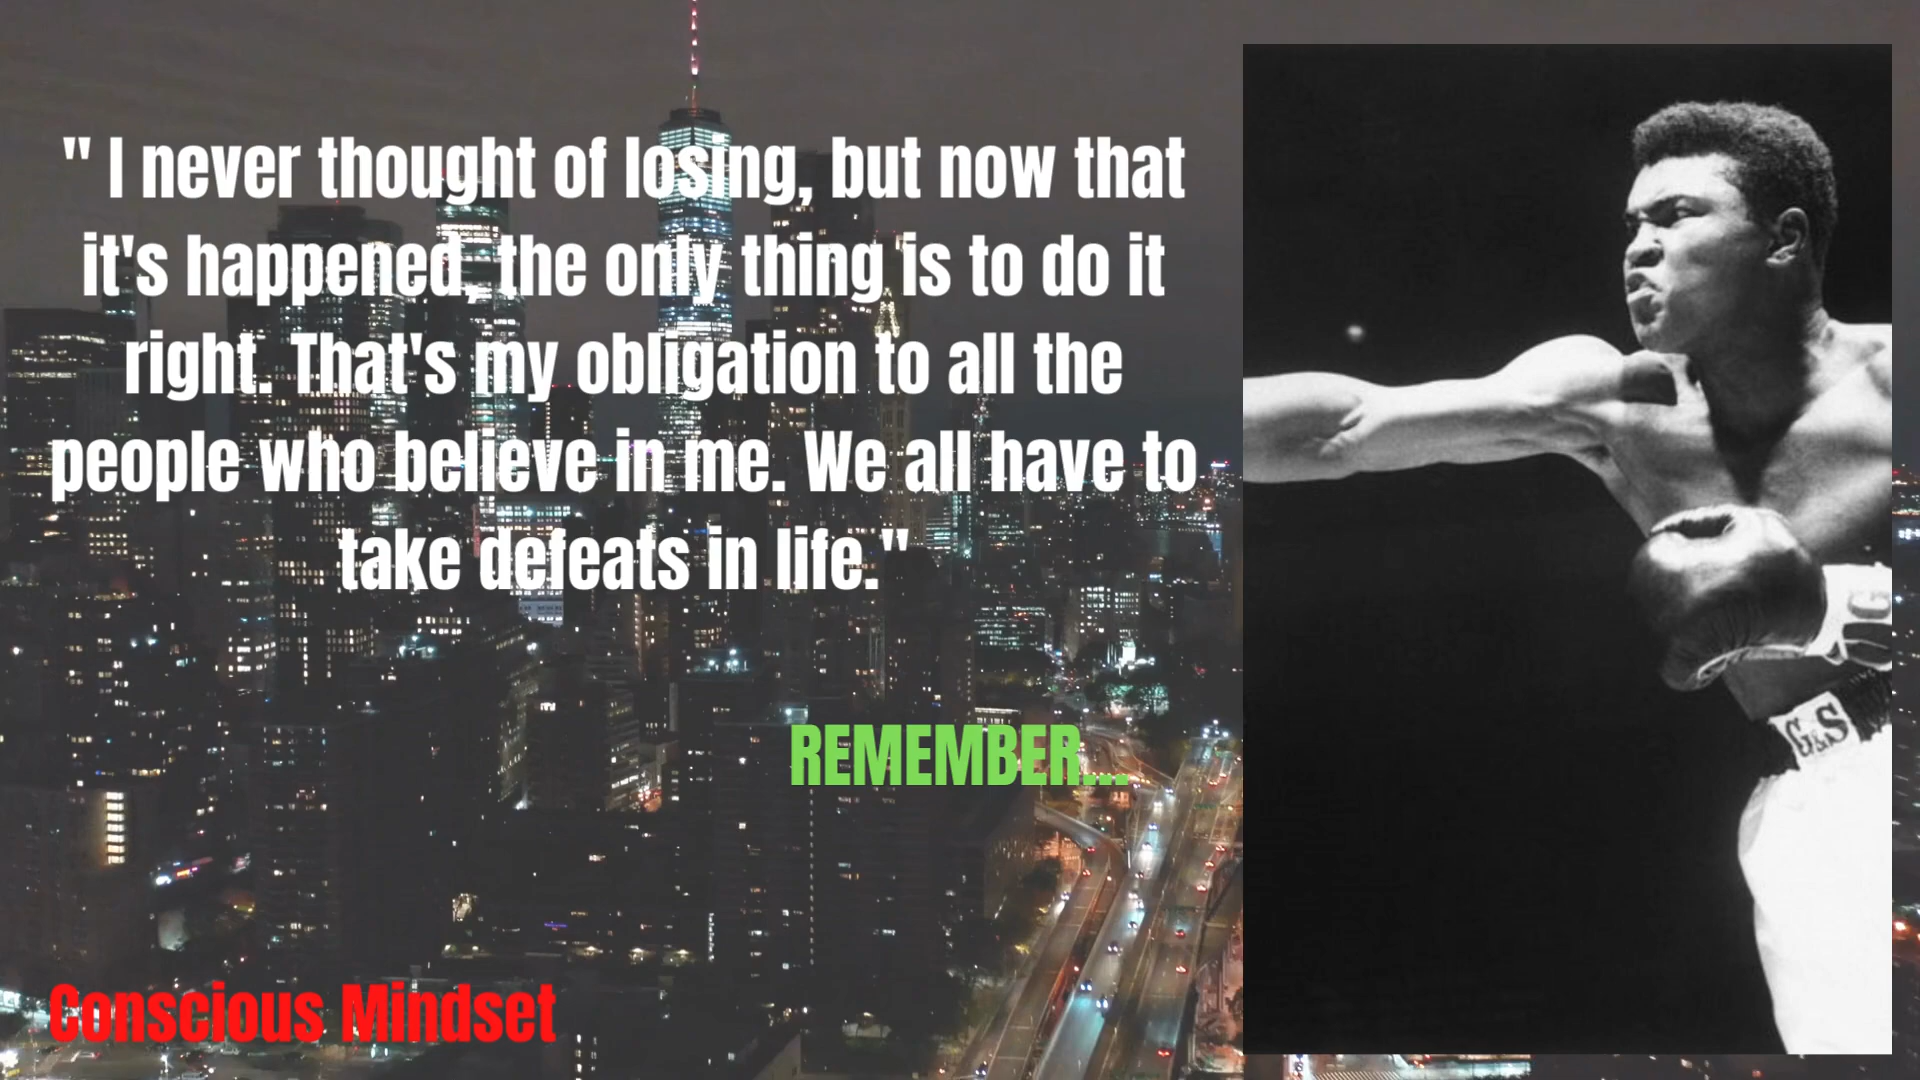 " I never thought of losing, but now that
it's happened, the only thing is to do it
right. That's my obligation to all the
people who believe in me. We all have to
take defeats in life."
REMEMBER...
Conscious Mindset
G
G&S